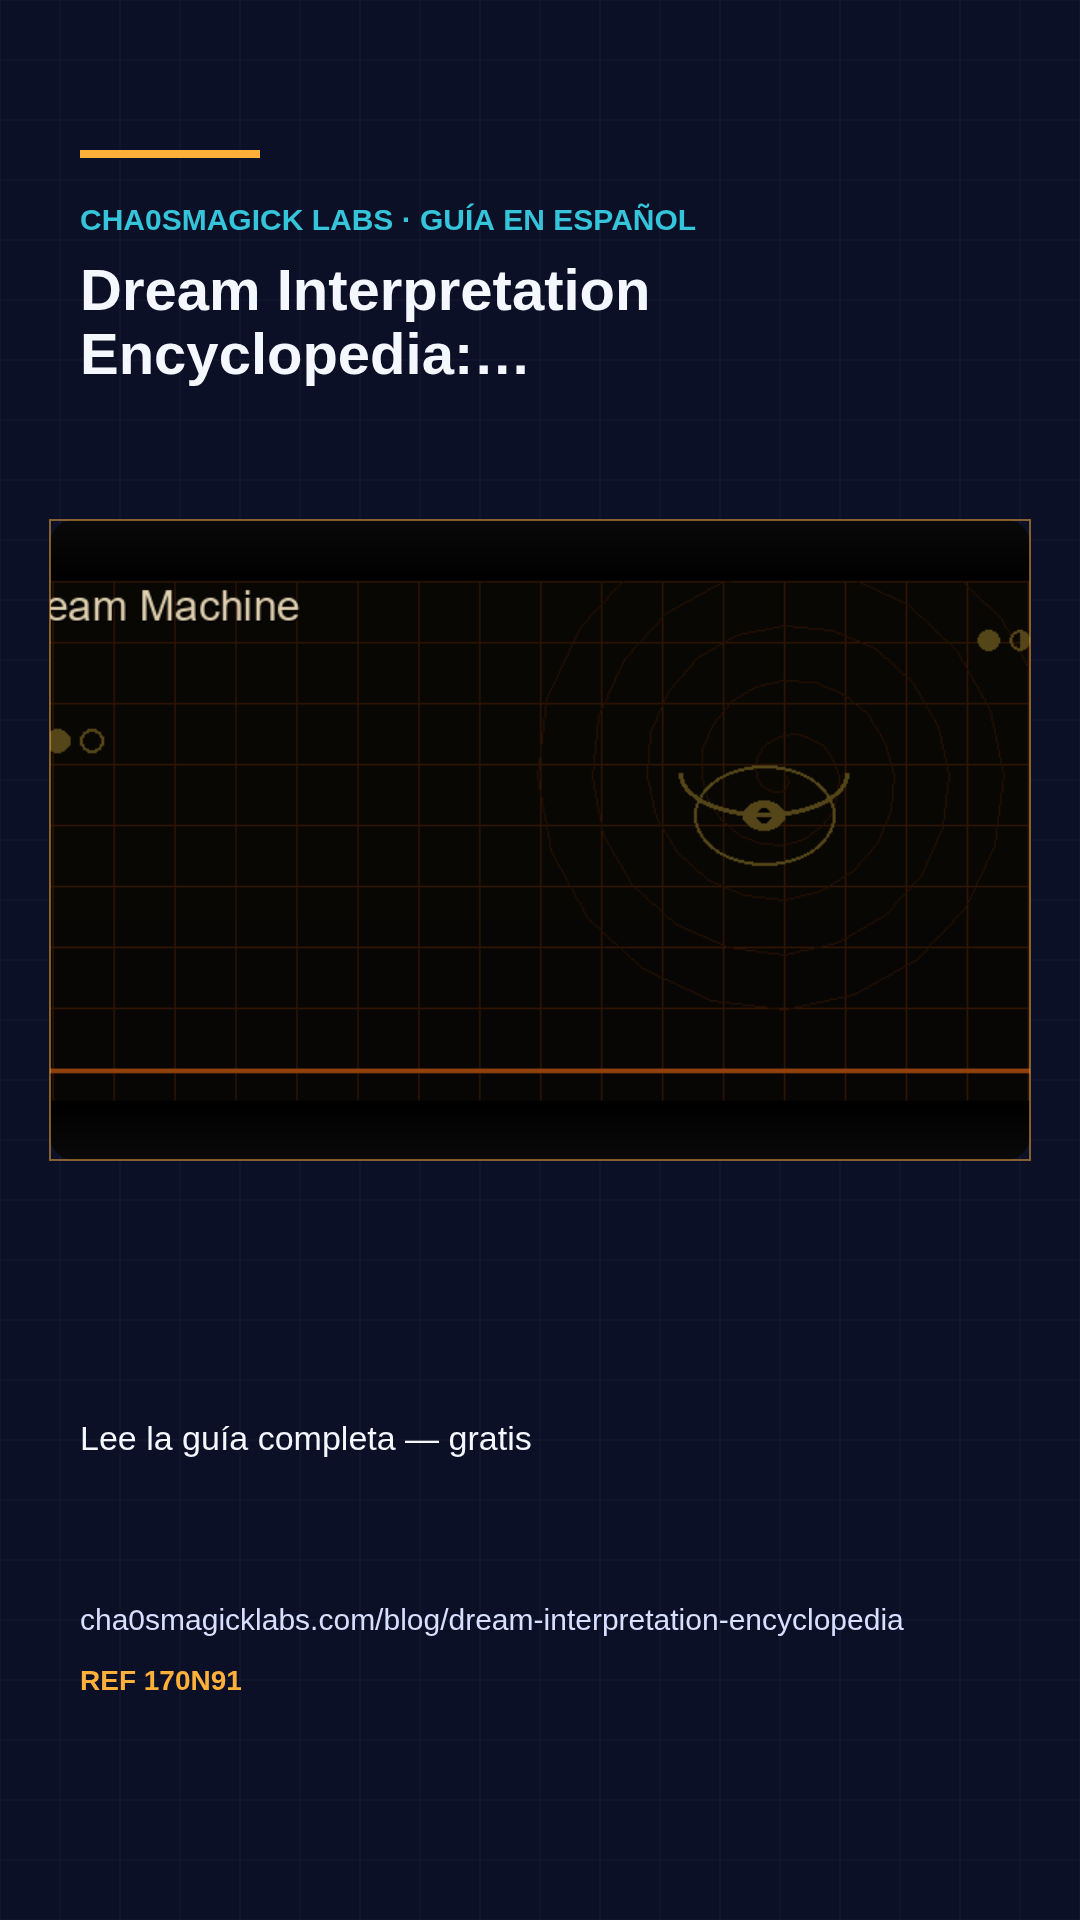 CHA0SMAGICK LABS · GUÍA EN ESPAÑOL
Dream Interpretation
Encyclopedia:...
eam Machine
Lee la guía completa — gratis
cha0smagicklabs.com/blog/dream-interpretation-encyclopedia
REF 170N91